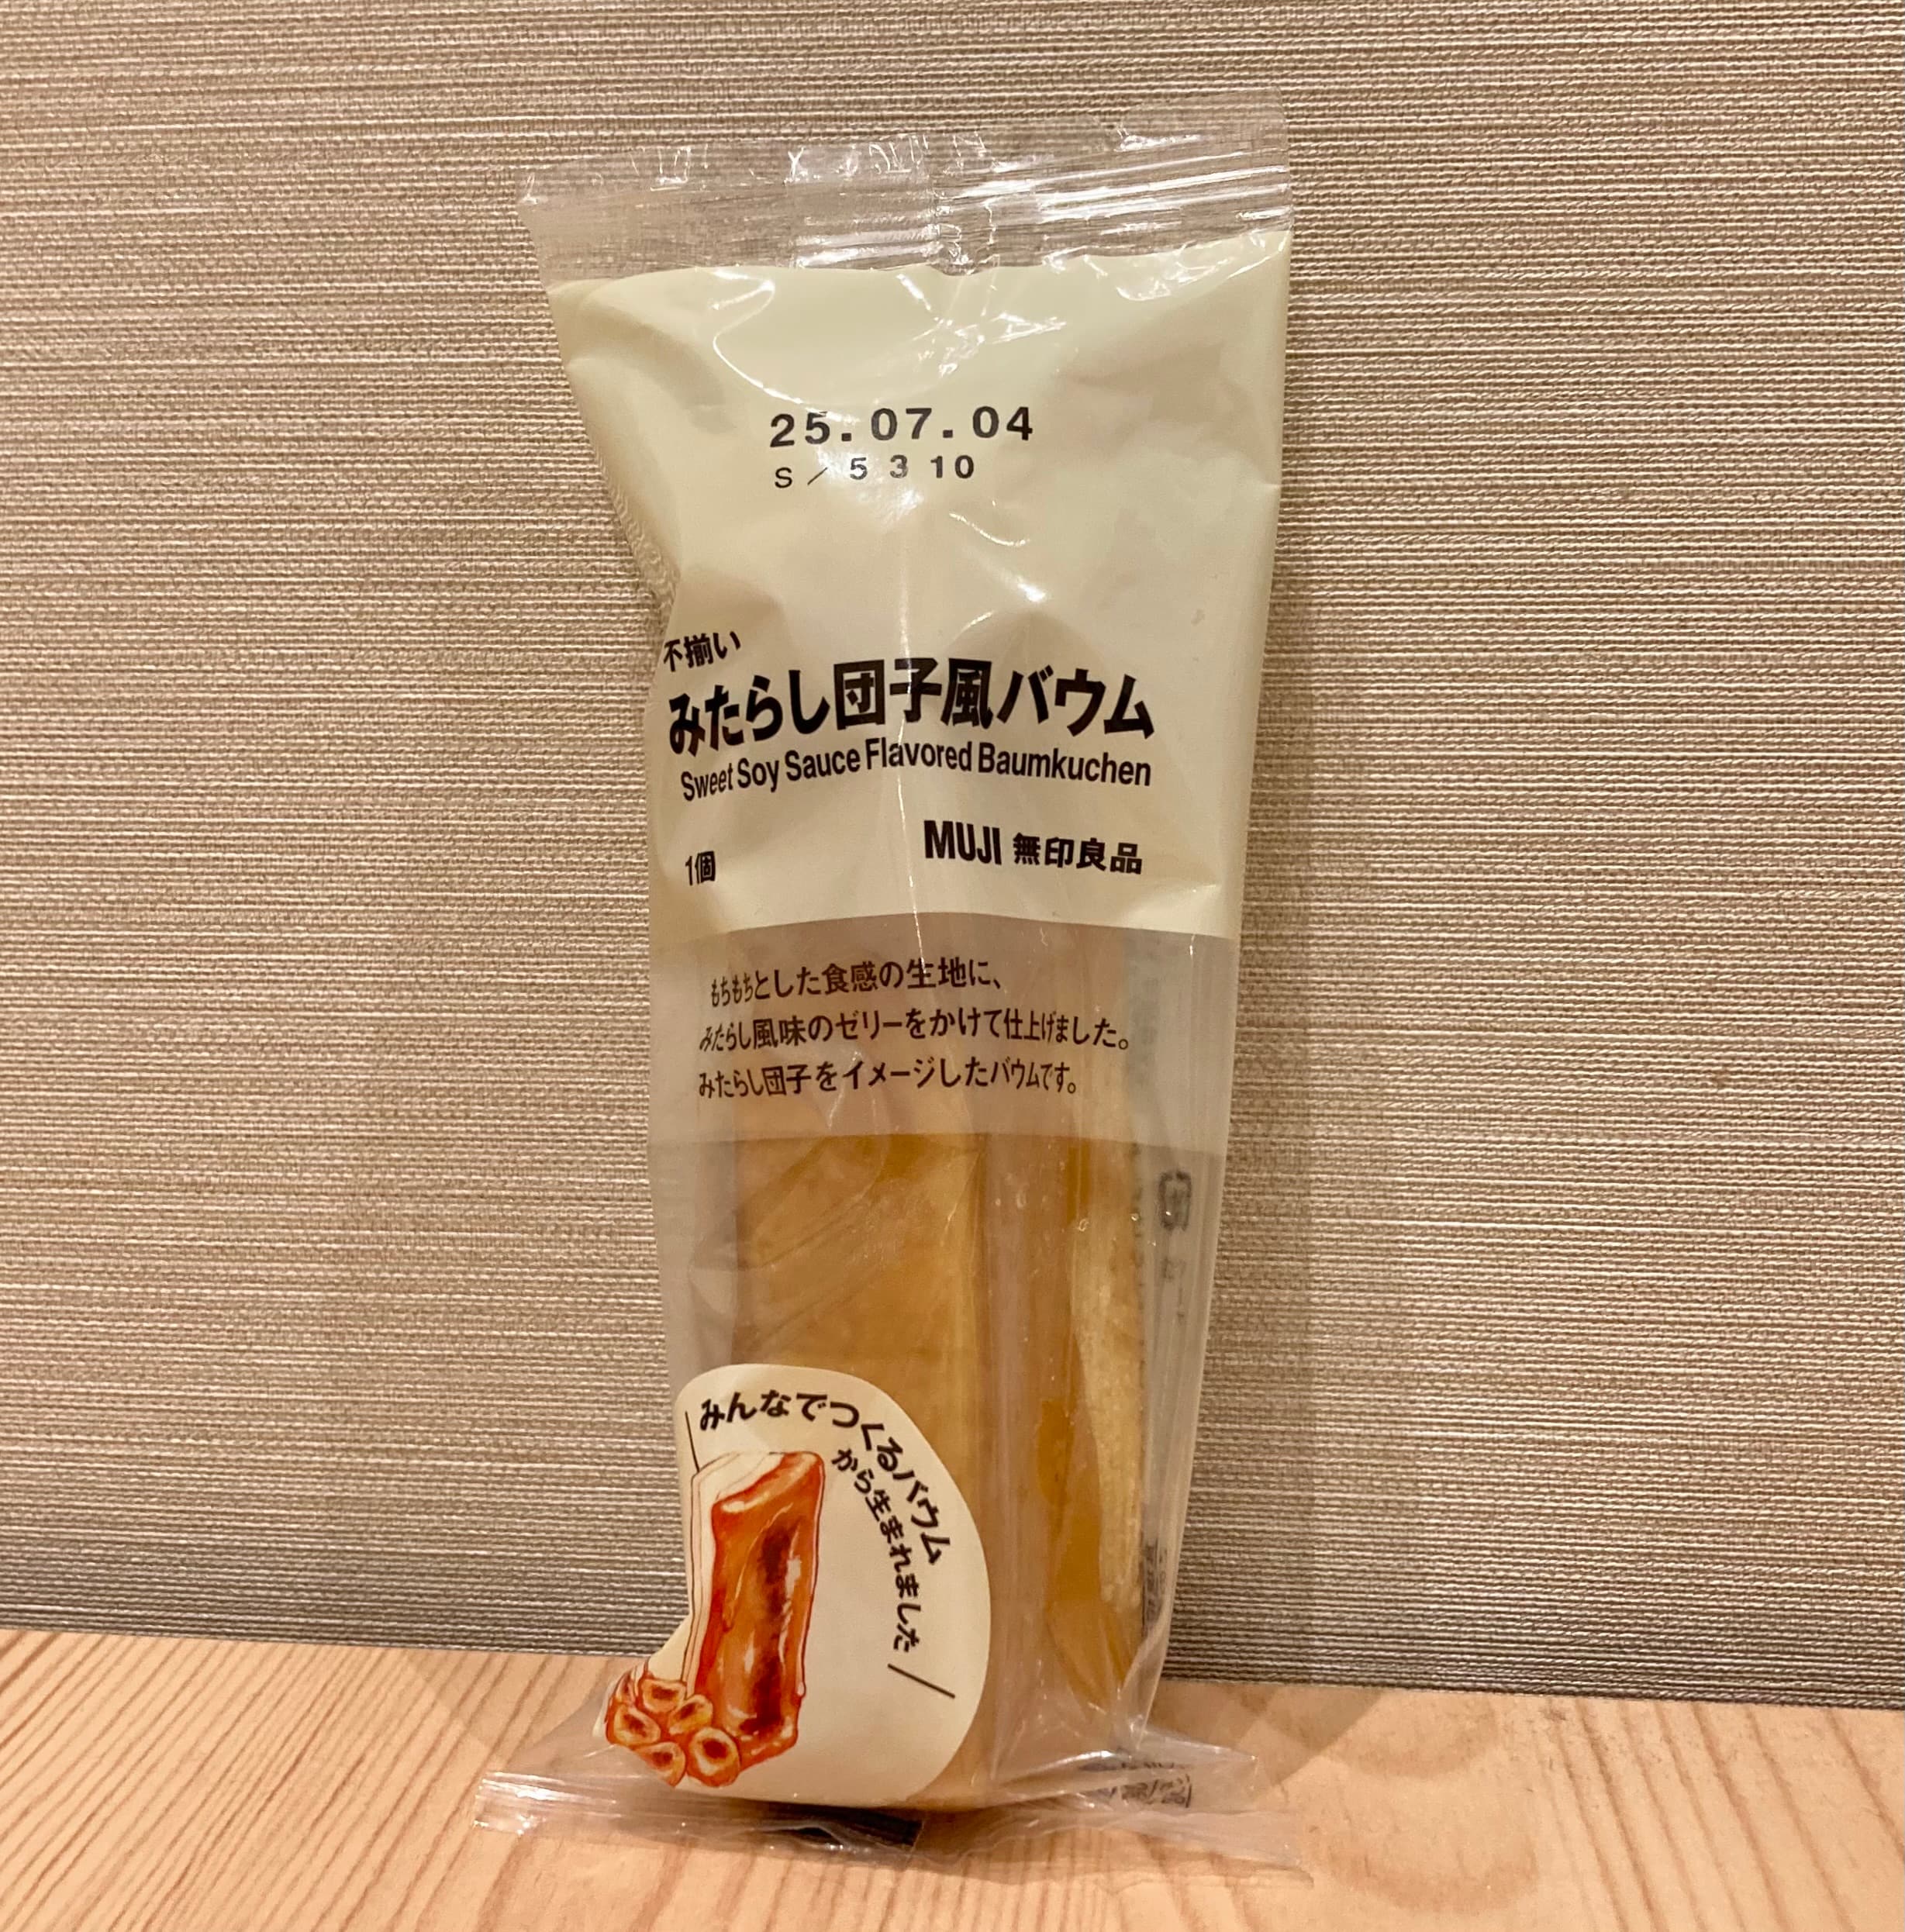 25.07.04
S/5310
不揃い
みたらし団子風バウム
Sweet Soy Sauce Flavored Baumkuchen
1個
MUJI 無印良品
もちもちとした食感の生地に、
みたらし風味のゼリーをかけて仕上げました。
みたらし団子をイメージしたバウムです。
みんなでつくるバウム
から生まれました